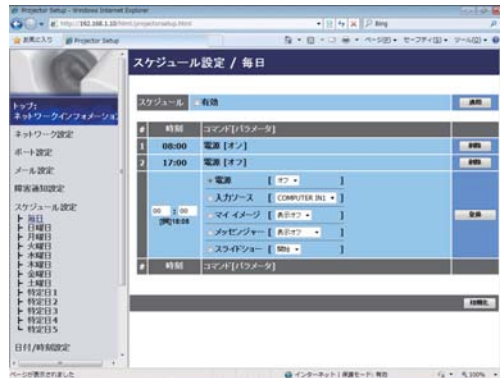 Projector Setup - Windows Internet Explorer
http://192.168.1.10/html/projectorsetup.html
Bing
お気に入り
Projector Setup
ページ(P)
セーフティ(S)
ツール(O)
トップ:
ネットワークインフォメーション
ネットワーク設定
ポート設定
メール設定
障害通知設定
スケジュール設定
毎日
日曜日
月曜日
火曜日
水曜日
木曜日
金曜日
土曜日
特定日1
特定日2
特定日3
特定日4
特定日5
日付/時刻設定
スケジュール設定 / 毎日
スケジュール 有効 適用
# 時刻 コマンド[パラメータ]
1 08:00 電源 [オン] 削除
2 17:00 電源 [オフ] 削除
電源 [ オフ ]
入力ソース [ COMPUTER IN1 ]
00 : 00 マイ イメージ [ 表示オフ ] 登録
[例]18:08
メッセンジャー [ 表示オフ ]
スライドショー [ 開始 ]
# 時刻 コマンド[パラメータ]
初期化
ページが表示されました
インターネット | 保護モード: 無効
100%